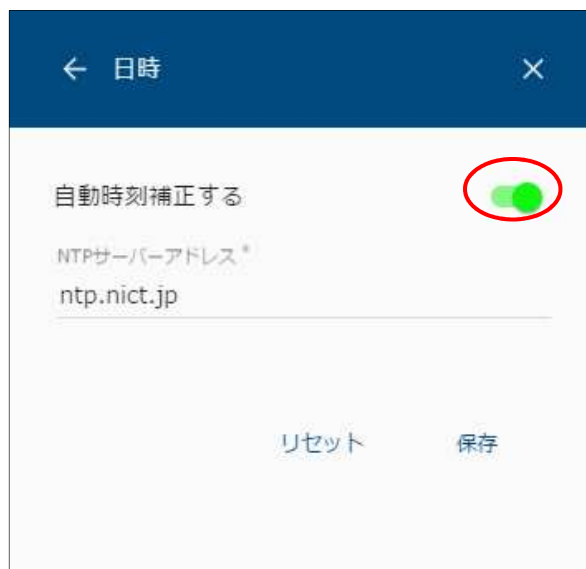 ← 日時 ×
自動時刻補正する
NTPサーバーアドレス *
ntp.nict.jp
リセット 保存